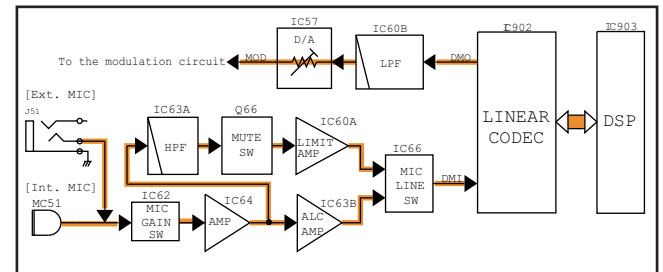 IC57
D/A
IC60B
LPF
IC902
LINEAR
CODEC
IC903
DSP
To the modulation circuit
MOD
DMO
[Ext. MIC]
J51
IC63A
HPF
Q66
MUTE
SW
IC60A
LIMIT
AMP
IC66
MIC
LINE
SW
DMI
[Int. MIC]
MC51
IC62
MIC
GAIN
SW
IC64
AMP
IC63B
ALC
AMP